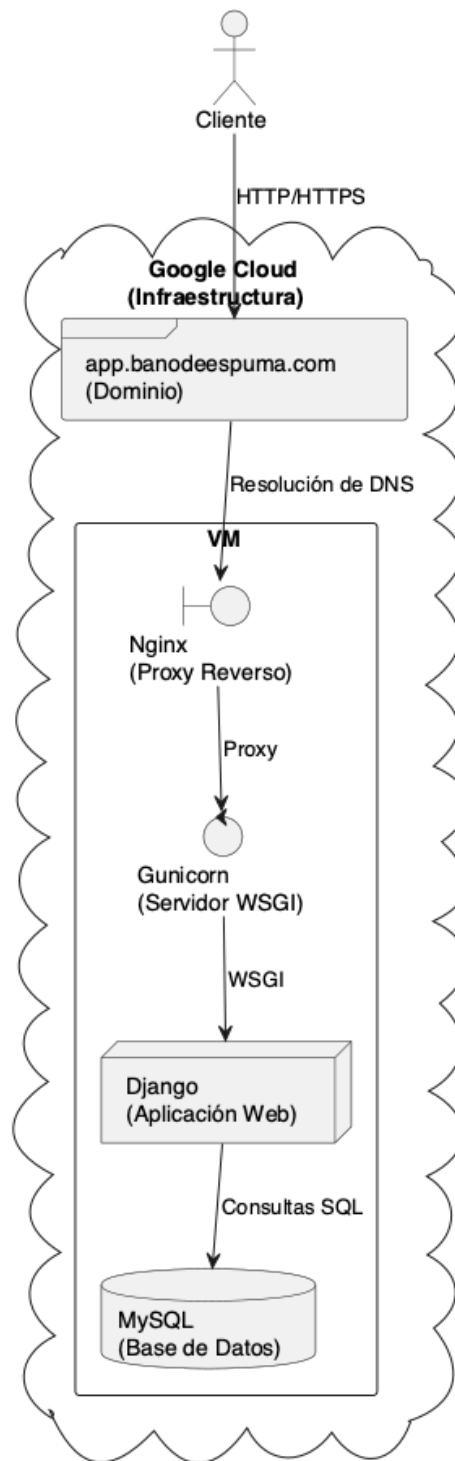 Cliente
HTTP/HTTPS
Google Cloud
(Infraestructura)
app.banodeespuma.com
(Dominio)
Resolución de DNS
VM
Nginx
(Proxy Reverso)
Proxy
Gunicorn
(Servidor WSGI)
WSGI
Django
(Aplicación Web)
Consultas SQL
MySQL
(Base de Datos)